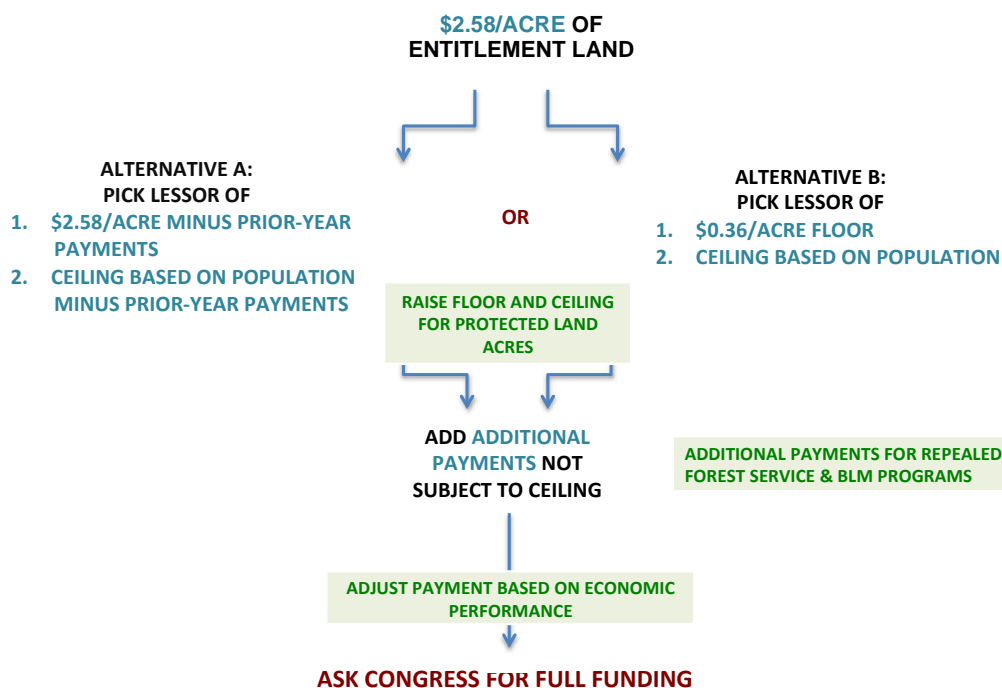 $2.58/ACRE OF
ENTITLEMENT LAND
ALTERNATIVE A:
PICK LESSOR OF
1. $2.58/ACRE MINUS PRIOR-YEAR
PAYMENTS
2. CEILING BASED ON POPULATION
MINUS PRIOR-YEAR PAYMENTS
OR
ALTERNATIVE B:
PICK LESSOR OF
1. $0.36/ACRE FLOOR
2. CEILING BASED ON POPULATION
RAISE FLOOR AND CEILING
FOR PROTECTED LAND
ACRES
ADD ADDITIONAL
PAYMENTS NOT
SUBJECT TO CEILING
ADDITIONAL PAYMENTS FOR REPEALED
FOREST SERVICE & BLM PROGRAMS
ADJUST PAYMENT BASED ON ECONOMIC
PERFORMANCE
ASK CONGRESS FOR FULL FUNDING